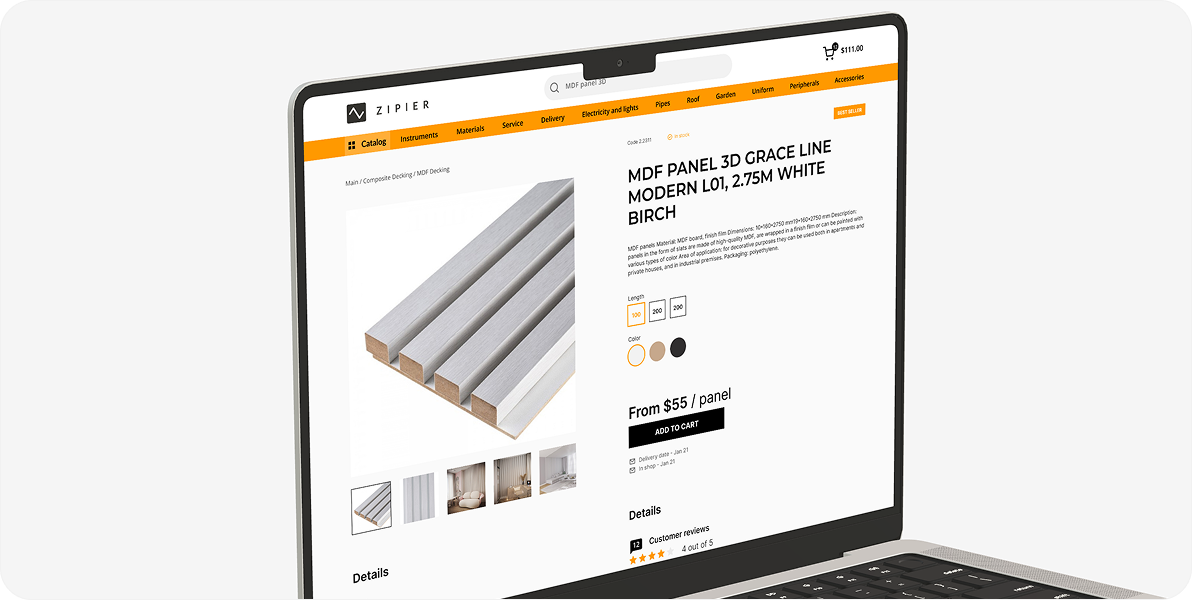 ZIPIER
MDF panel 3D
$111.00
Catalog
Instruments
Materials
Service
Delivery
Electricity and lights
Pipes
Roof
Garden
Uniform
Peripherals
Accessories
Main / Composite Decking / MDF Decking
Code 2.2311
In stock
BEST SELLER
MDF PANEL 3D GRACE LINE
MODERN L01, 2.75M WHITE
BIRCH
MDF panels Material: MDF board, finish film Dimensions: 10*160*2750 mm19*160*2750 mm Description:
panels in the form of slats are made of high-quality MDF, are wrapped in a finish film or can be painted with
various types of color Area of application: for decorative purposes they can be used both in apartments and
private houses, and in industrial premises. Packaging: polyethylene.
Length
100
200
200
Color
From $55 / panel
ADD TO CART
Delivery date - Jan 21
In shop - Jan 21
Details
12
Customer reviews
4 out of 5
Details